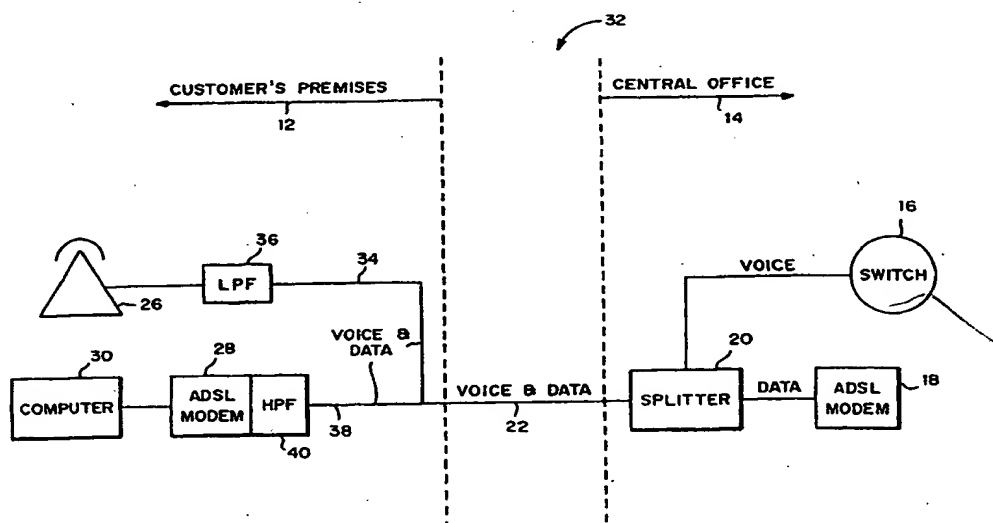 32
CUSTOMER'S PREMISES
12
CENTRAL OFFICE
14
16
SWITCH
VOICE
36
LPF
34
26
VOICE &
DATA
30
COMPUTER
28
ADSL
MODEM
HPF
40
38
VOICE & DATA
22
20
SPLITTER
DATA
ADSL
MODEM
18